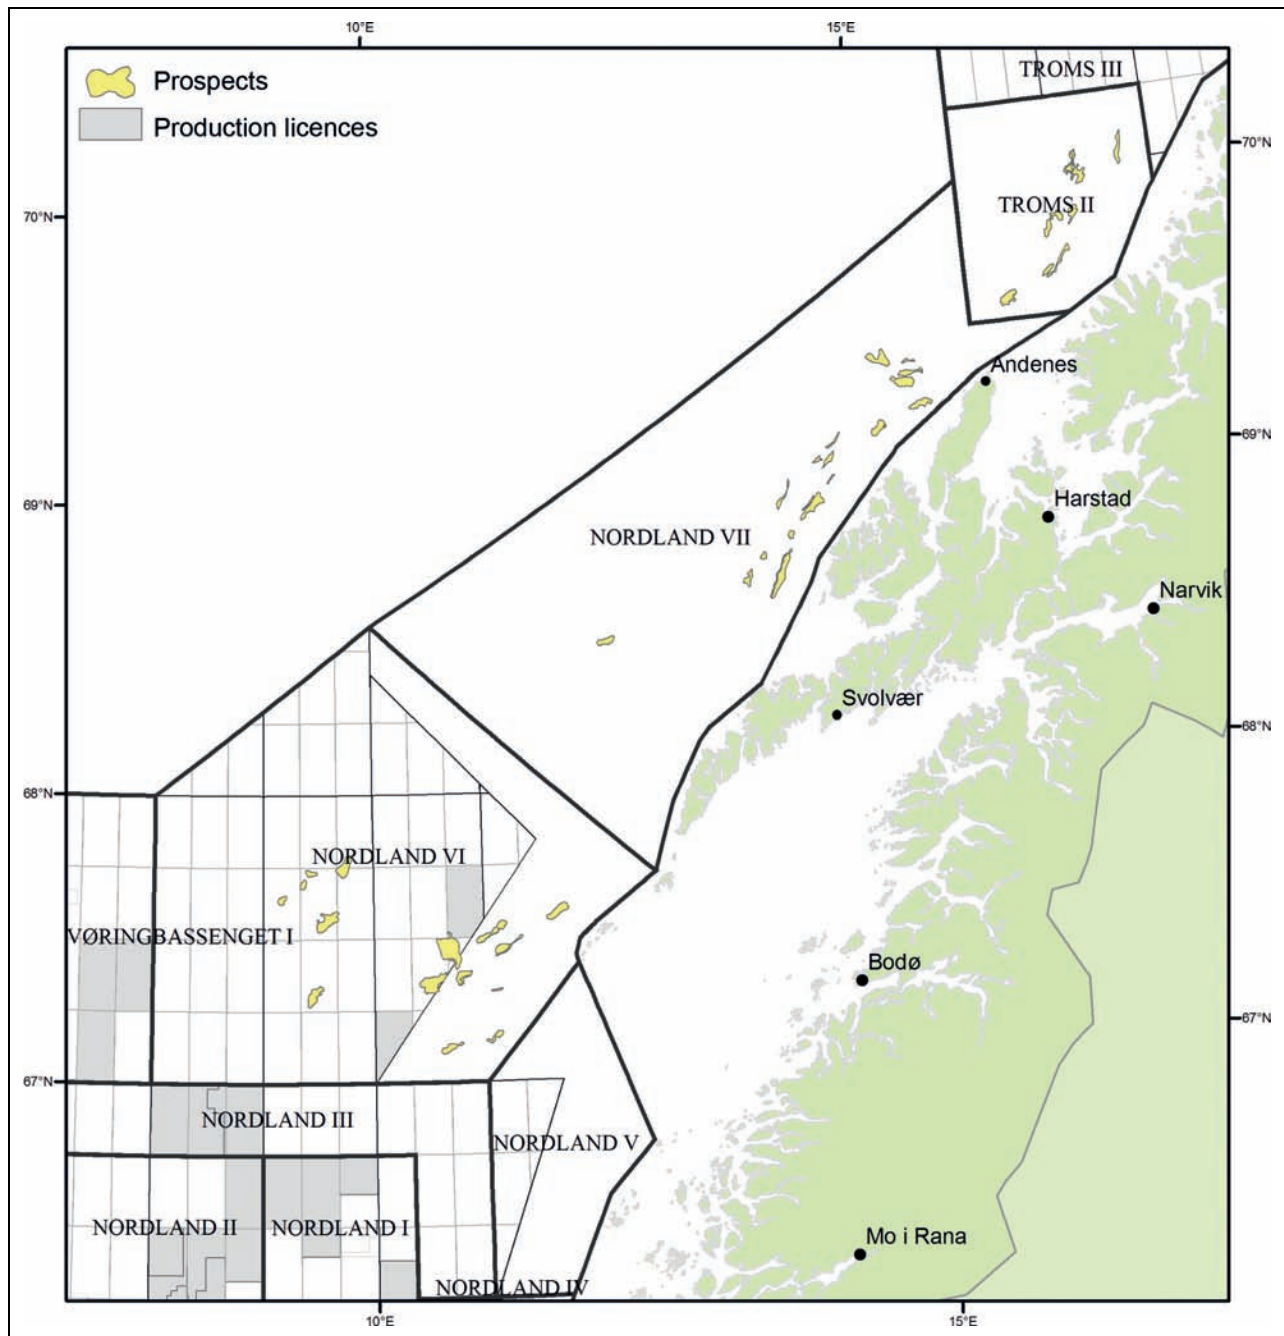 10°E
15°E
Prospects
Production licences
TROMS III
70°N
TROMS II
70°N
Andenes
69°N
Harstad
69°N
NORDLAND VII
Narvik
Svolvær
68°N
68°N
NORDLAND VI
VØRINGBASSENGET I
Bodø
67°N
67°N
NORDLAND III
NORDLAND V
NORDLAND II
NORDLAND I
Mo i Rana
NORDLAND IV
10°E
15°E